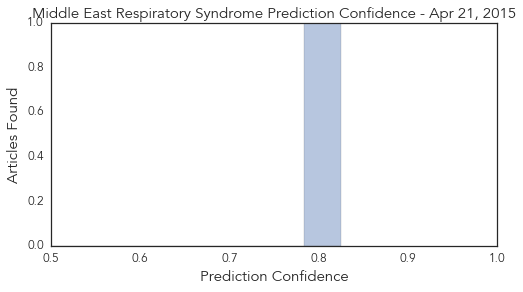 Middle East Respiratory Syndrome Prediction Confidence - Apr 21, 2015
1.0
0.8
0.6
0.4
0.2
0.0
Articles Found
0.5 0.6 0.7 0.8 0.9 1.0
Prediction Confidence